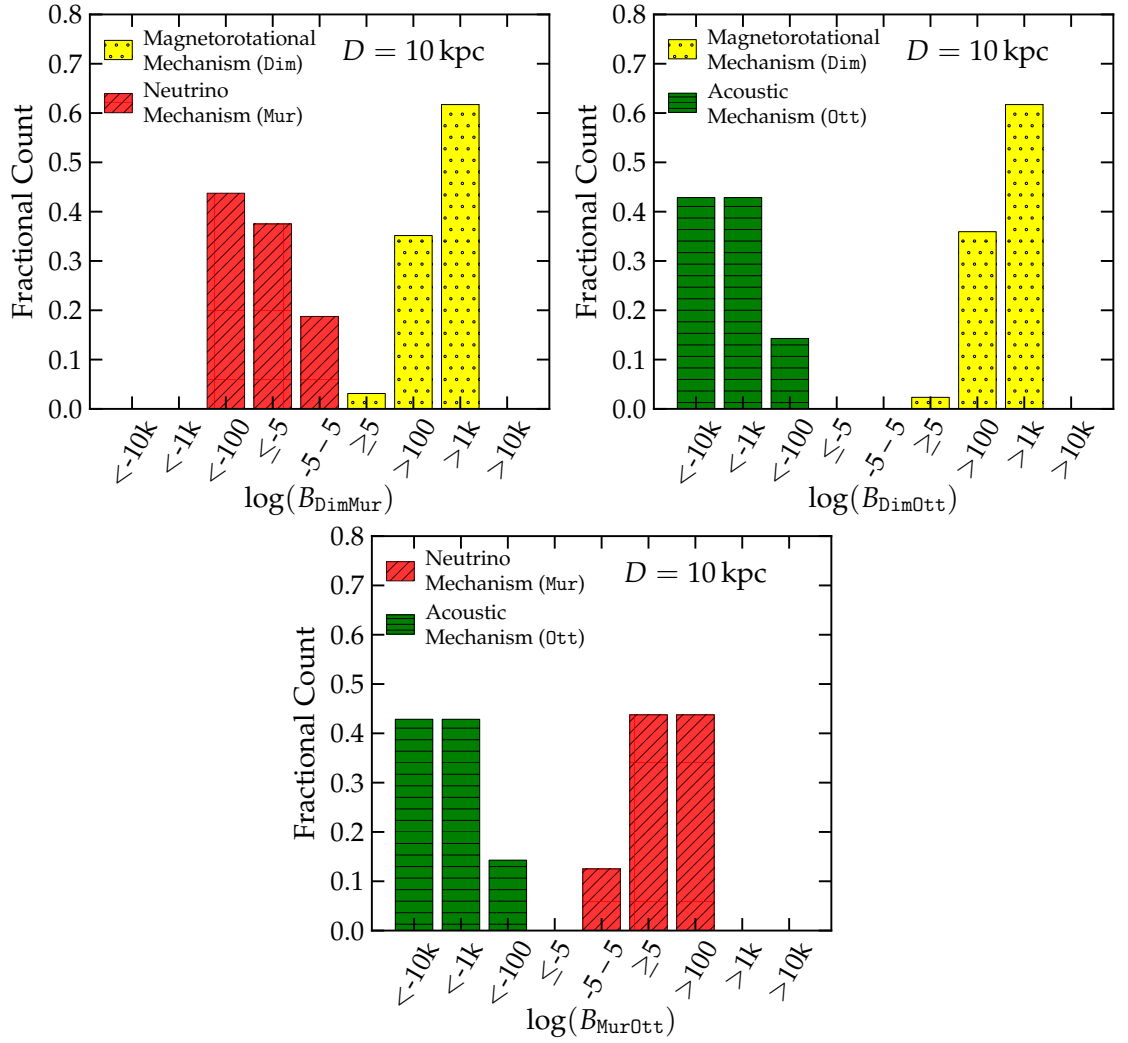 Magnetorotational
Mechanism (Dim)
Neutrino
Mechanism (Mur)
D = 10 kpc
Fractional Count
0.8
0.7
0.6
0.5
0.4
0.3
0.2
0.1
0.0
<-10k
<-1k
<-100
≤-5
-5 – 5
≥5
>100
>1k
>10k
log(B_DimMur)
Magnetorotational
Mechanism (Dim)
Acoustic
Mechanism (Ott)
D = 10 kpc
Fractional Count
0.8
0.7
0.6
0.5
0.4
0.3
0.2
0.1
0.0
<-10k
<-1k
<-100
≤-5
-5 – 5
≥5
>100
>1k
>10k
log(B_DimOtt)
Neutrino
Mechanism (Mur)
Acoustic
Mechanism (Ott)
D = 10 kpc
Fractional Count
0.8
0.7
0.6
0.5
0.4
0.3
0.2
0.1
0.0
<-10k
<-1k
<-100
≤-5
-5 – 5
≥5
>100
>1k
>10k
log(B_MurOtt)